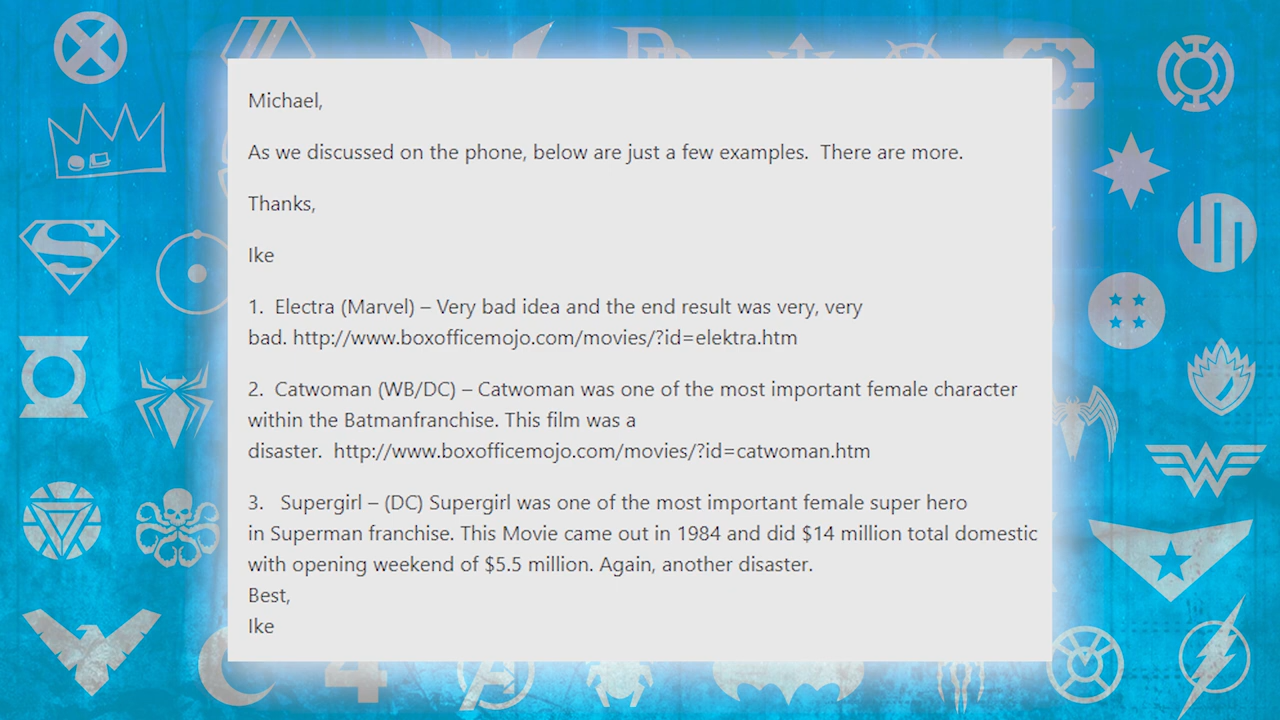 Michael,
As we discussed on the phone, below are just a few examples.  There are more.
Thanks,
Ike
1.  Electra (Marvel) – Very bad idea and the end result was very, very
bad. http://www.boxofficemojo.com/movies/?id=elektra.htm
2.  Catwoman (WB/DC) – Catwoman was one of the most important female character
within the Batmanfranchise. This film was a
disaster.  http://www.boxofficemojo.com/movies/?id=catwoman.htm
3.   Supergirl – (DC) Supergirl was one of the most important female super hero
in Superman franchise. This Movie came out in 1984 and did $14 million total domestic
with opening weekend of $5.5 million. Again, another disaster.
Best,
Ike